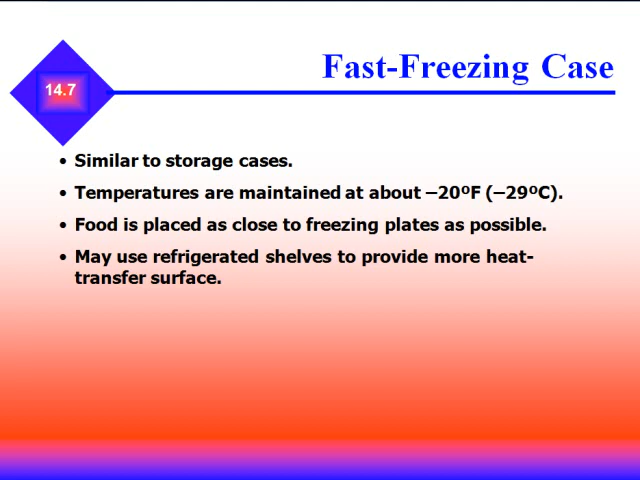 Fast-Freezing Case
14.7
• Similar to storage cases.
• Temperatures are maintained at about –20ºF (–29ºC).
• Food is placed as close to freezing plates as possible.
• May use refrigerated shelves to provide more heat-
transfer surface.